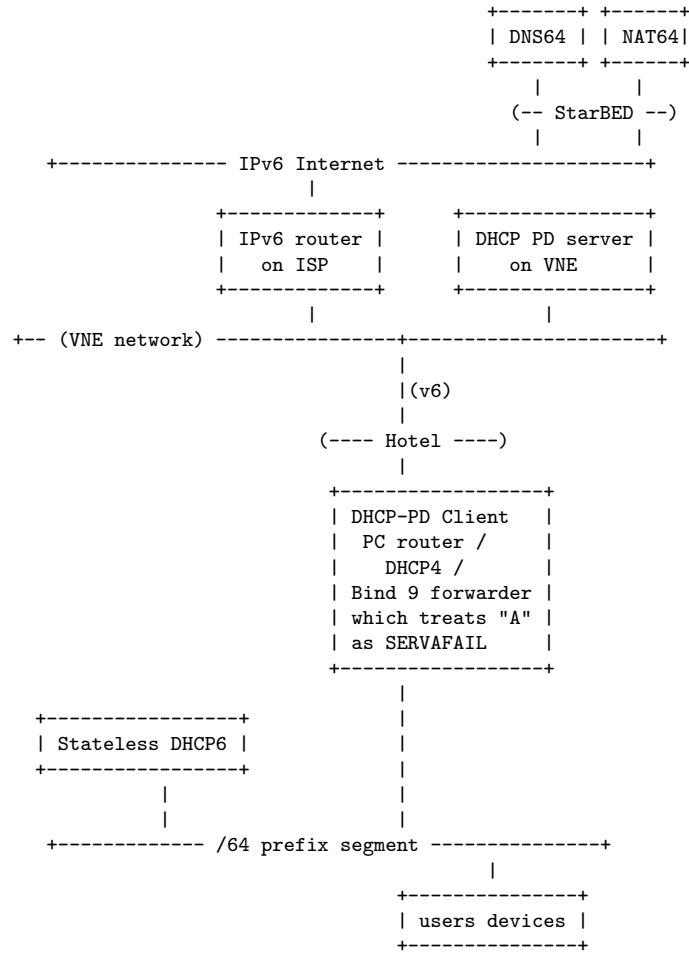 +-------+ +------+
| DNS64 | | NAT64|
+-------+ +------+
| |
(-- StarBED --)
| |
+--------------- IPv6 Internet ----------------------+
|
+-------------+ +-----------------+
| IPv6 router | | DHCP PD server |
| on ISP | | on VNE |
+-------------+ +-----------------+
| |
+-- (VNE network) ----------------+----------------------+
|
|(v6)
|
(---- Hotel ----)
|
+------------------+
| DHCP-PD Client |
| PC router / |
| DHCP4 / |
| Bind 9 forwarder |
| which treats "A" |
| as SERVAFAIL |
+------------------+
|
+-----------------+ |
| Stateless DHCP6 | |
+-----------------+ |
| |
| |
+------------- /64 prefix segment ---------------+
|
+---------------+
| users devices |
+---------------+